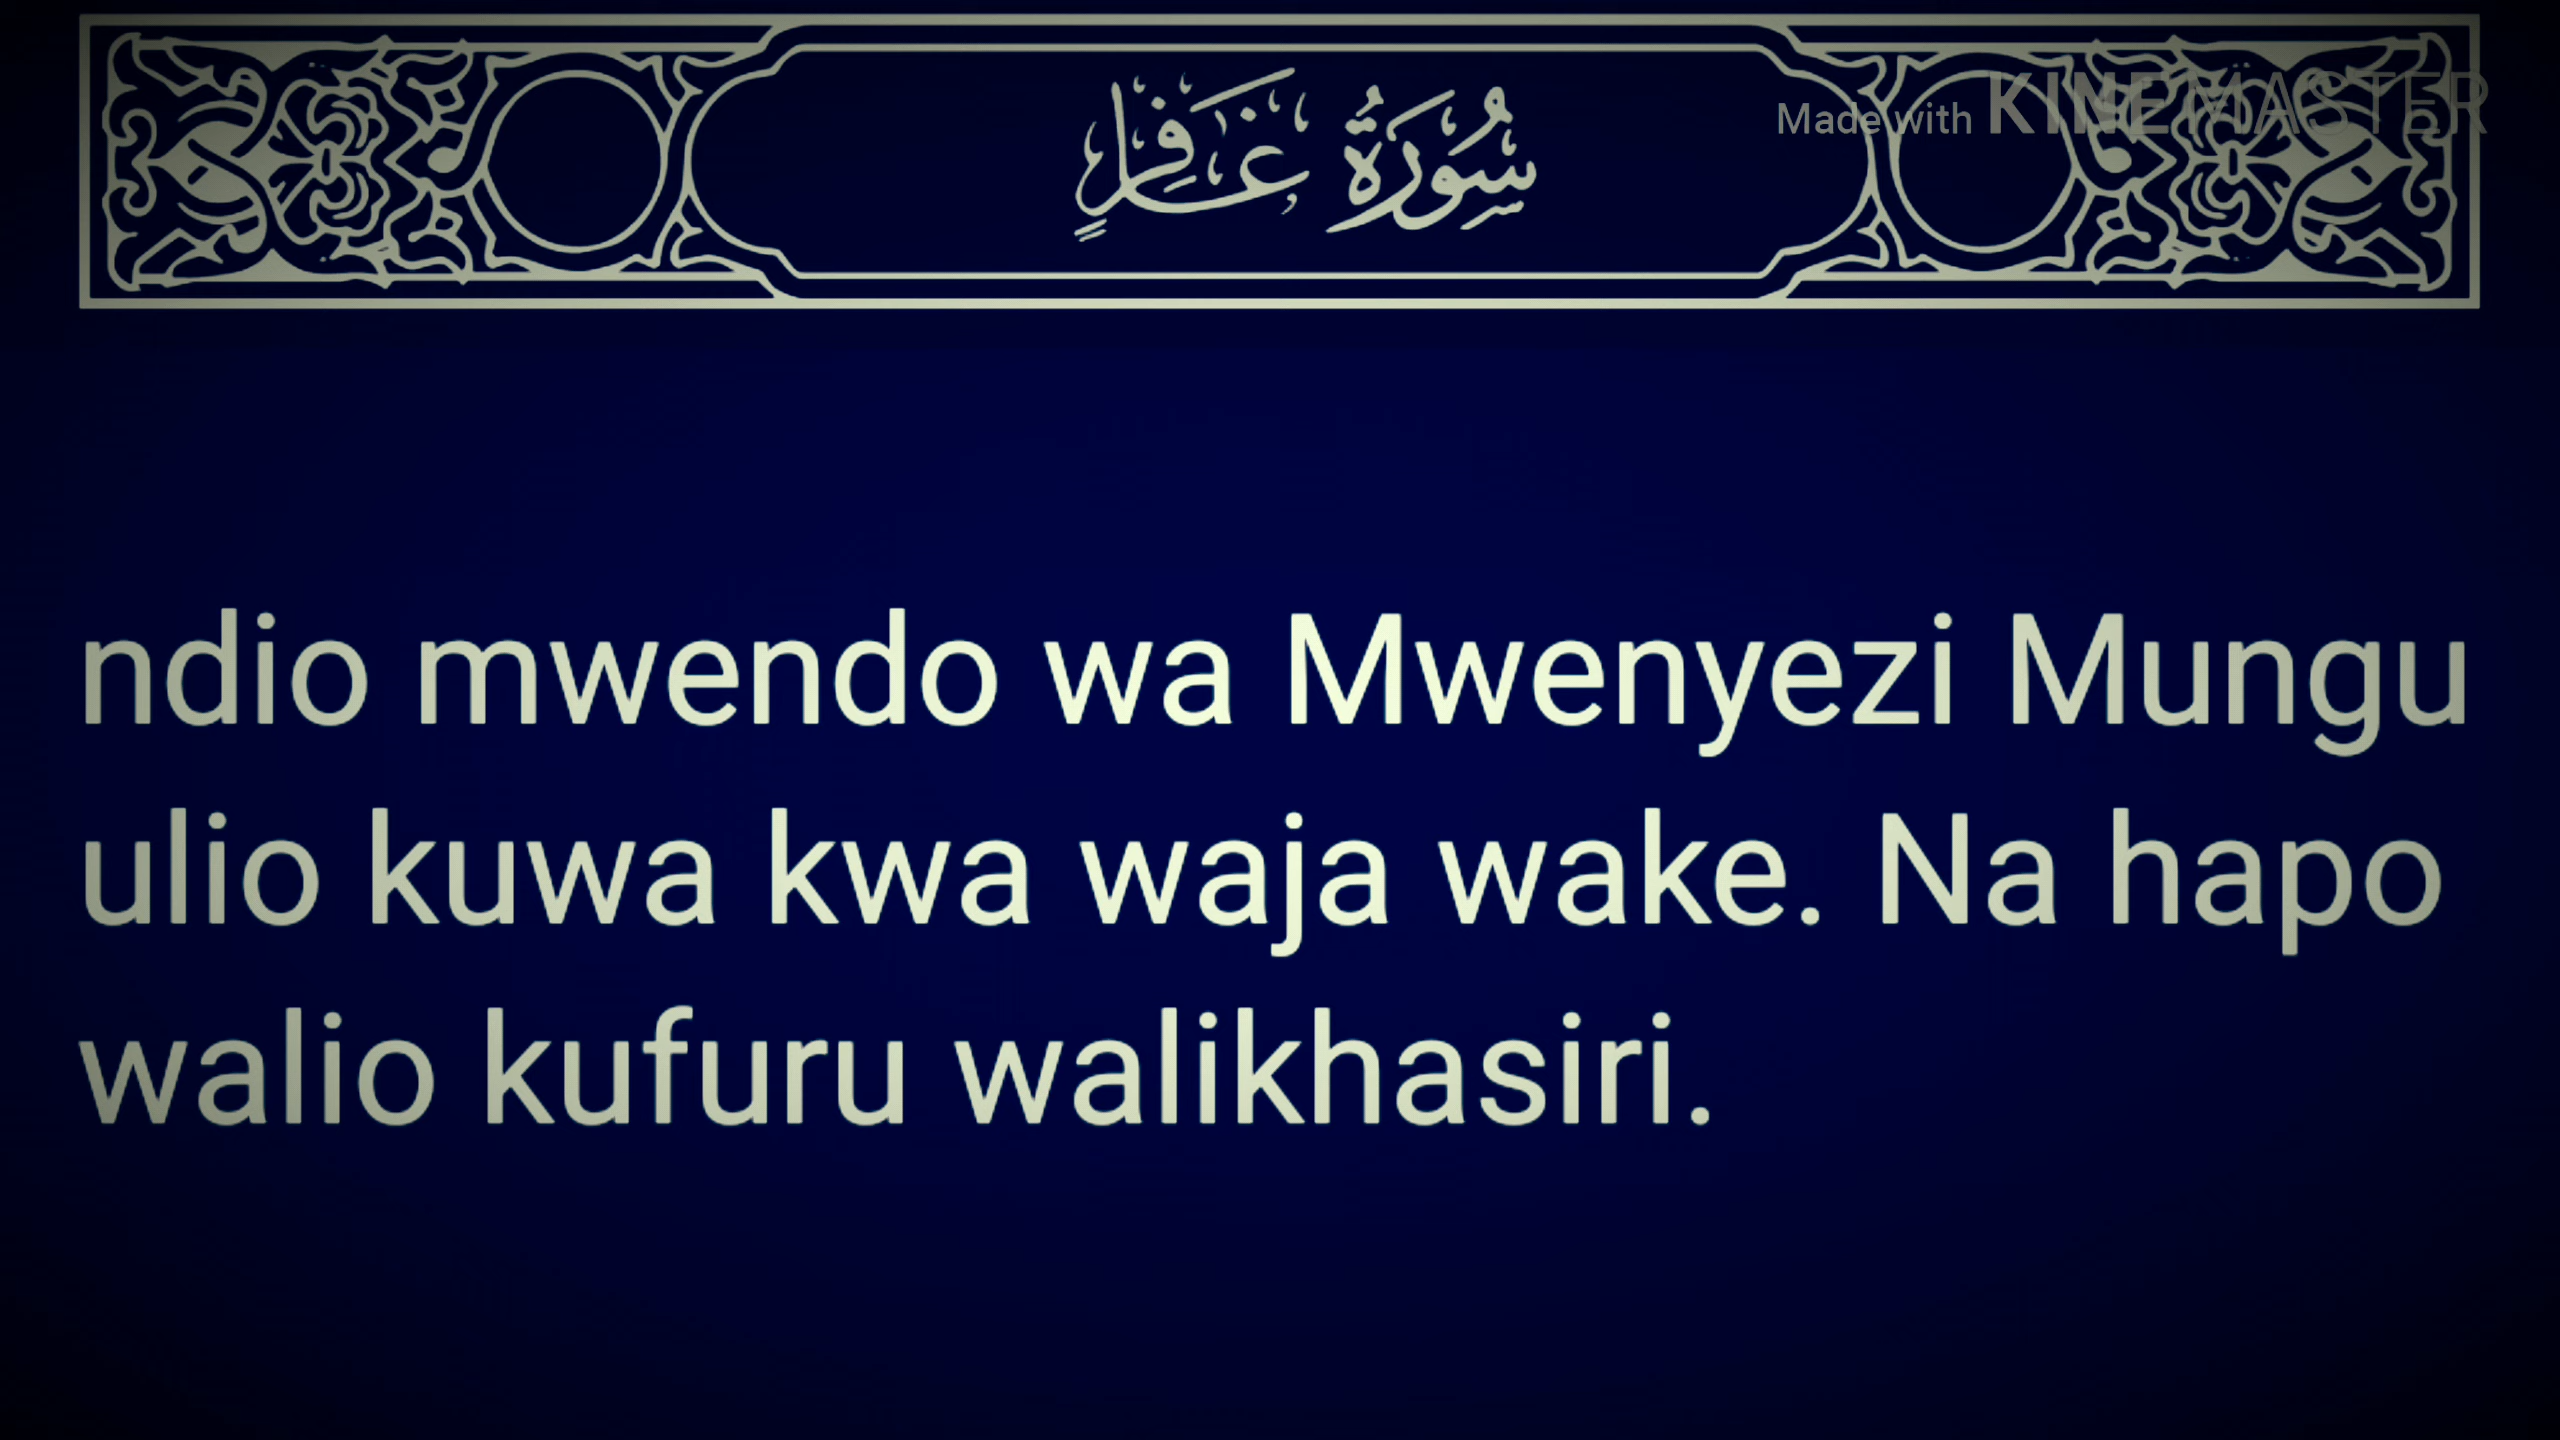 سُورَةُ غَافِرٍ
Made with KINEMASTER
ndio mwendo wa Mwenyezi Mungu
ulio kuwa kwa waja wake. Na hapo
walio kufuru walikhasiri.